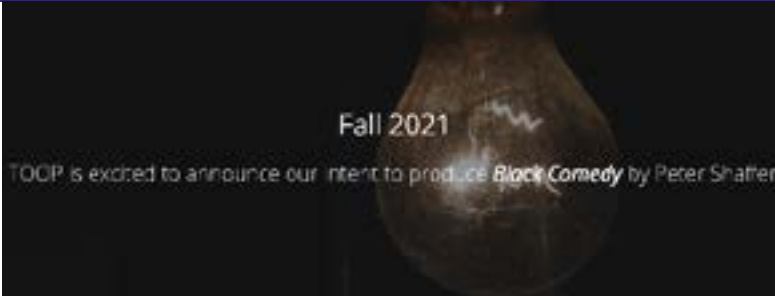 Fall 2021
TOOP is excited to announce our intent to produce Black Comedy by Peter Shaffer